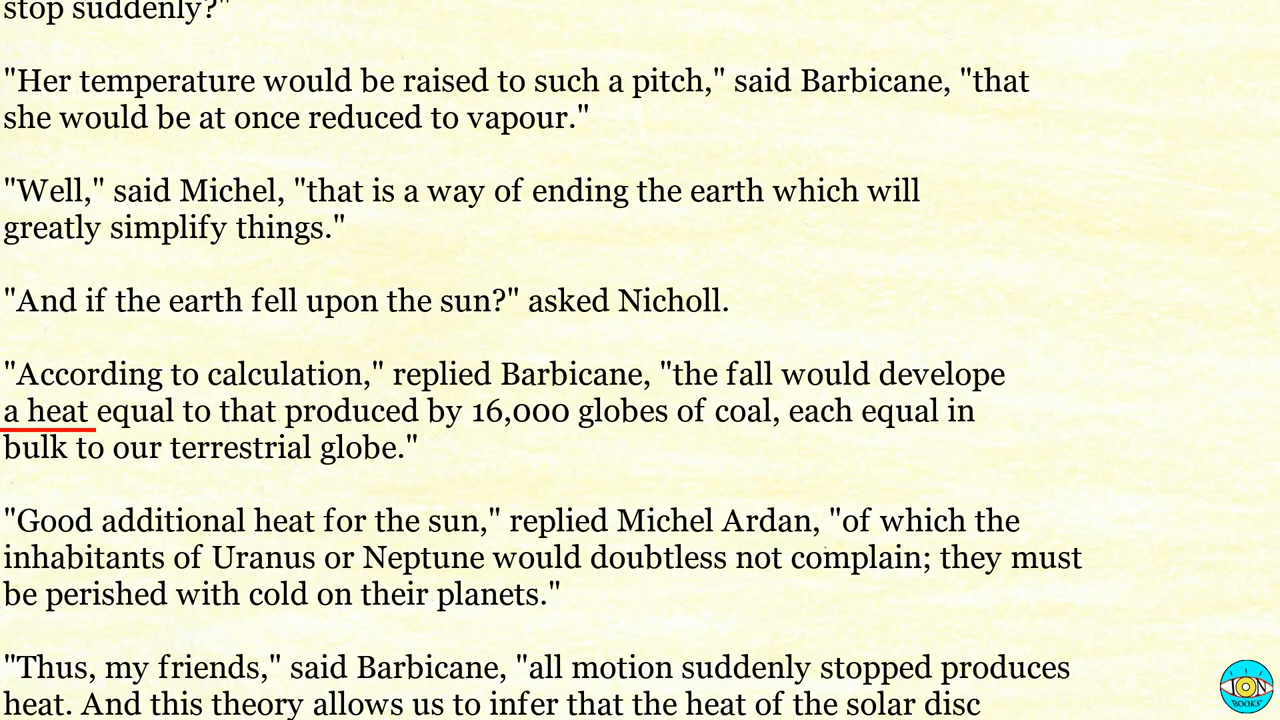 stop suddenly?"
"Her temperature would be raised to such a pitch," said Barbicane, "that
she would be at once reduced to vapour."
"Well," said Michel, "that is a way of ending the earth which will
greatly simplify things."
"And if the earth fell upon the sun?" asked Nicholl.
"According to calculation," replied Barbicane, "the fall would develope
a heat equal to that produced by 16,000 globes of coal, each equal in
bulk to our terrestrial globe."
"Good additional heat for the sun," replied Michel Ardan, "of which the
inhabitants of Uranus or Neptune would doubtless not complain; they must
be perished with cold on their planets."
"Thus, my friends," said Barbicane, "all motion suddenly stopped produces
heat. And this theory allows us to infer that the heat of the solar disc
ION
BOOKS